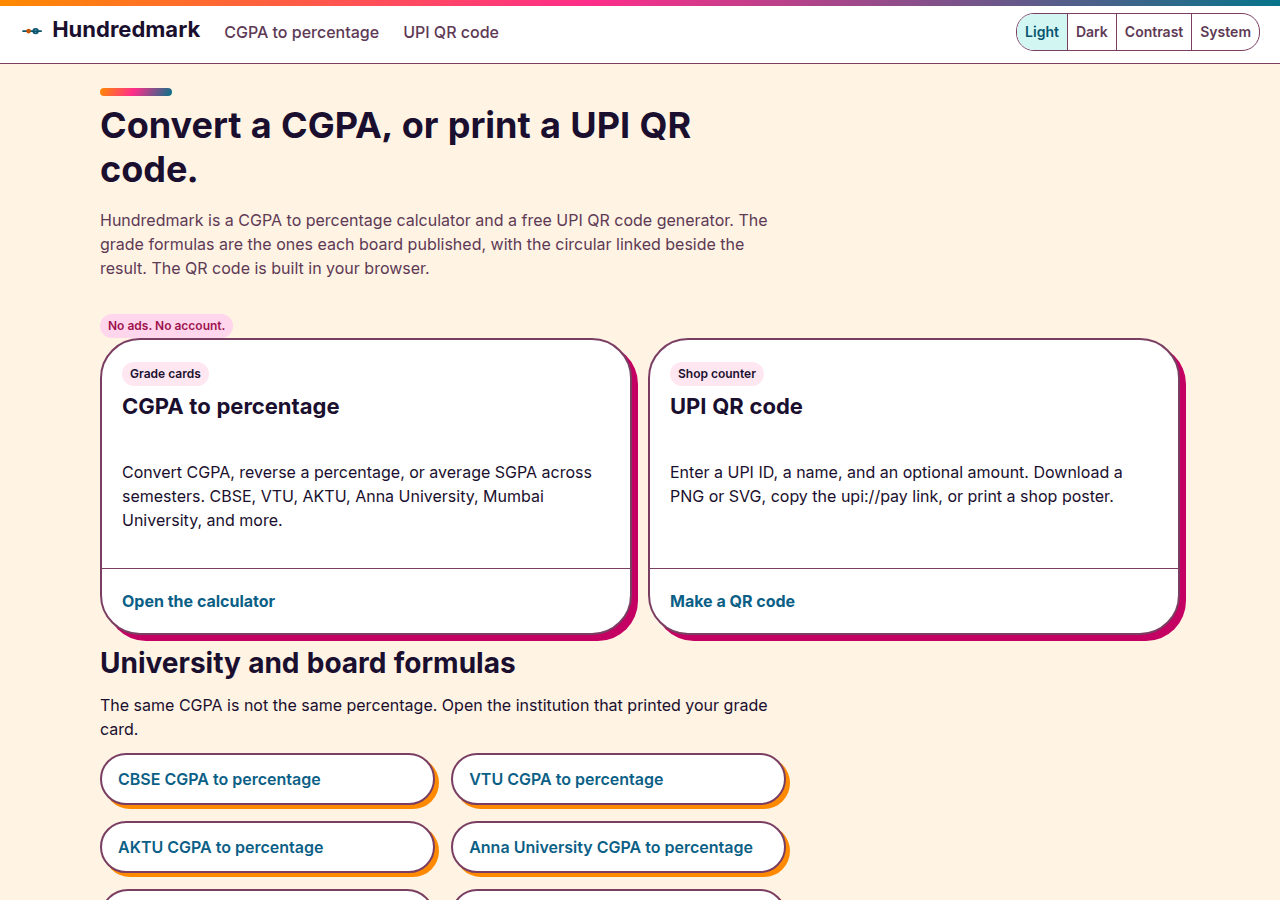 Hundredmark
CGPA to percentage
UPI QR code
Light
Dark
Contrast
System
Convert a CGPA, or print a UPI QR
code.
Hundredmark is a CGPA to percentage calculator and a free UPI QR code generator. The
grade formulas are the ones each board published, with the circular linked beside the
result. The QR code is built in your browser.
No ads. No account.
Grade cards
CGPA to percentage
Convert CGPA, reverse a percentage, or average SGPA across
semesters. CBSE, VTU, AKTU, Anna University, Mumbai
University, and more.
Open the calculator
Shop counter
UPI QR code
Enter a UPI ID, a name, and an optional amount. Download a
PNG or SVG, copy the upi://pay link, or print a shop poster.
Make a QR code
University and board formulas
The same CGPA is not the same percentage. Open the institution that printed your grade
card.
CBSE CGPA to percentage
VTU CGPA to percentage
AKTU CGPA to percentage
Anna University CGPA to percentage